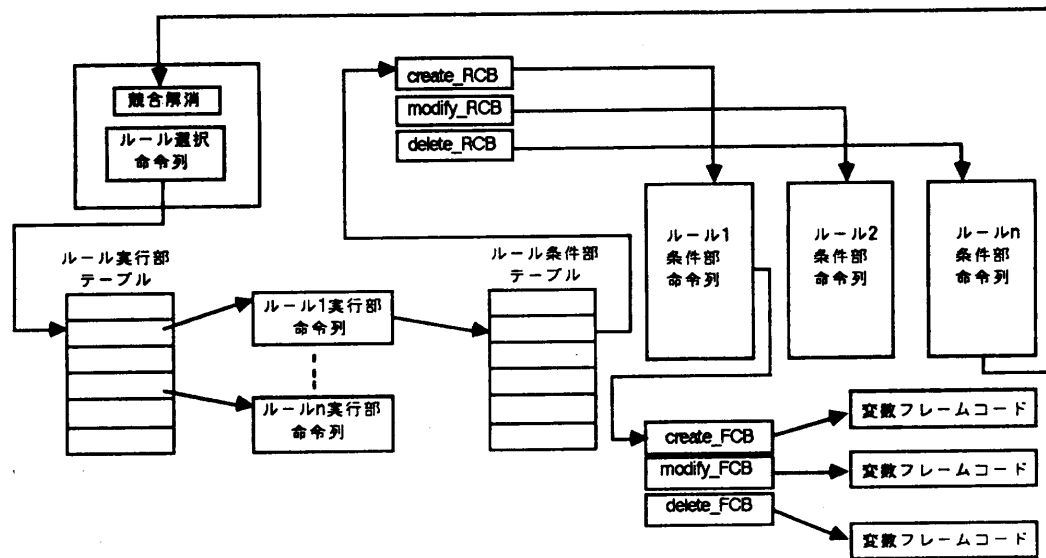 競合解消
ルール選択
命令列
create_RCB
modify_RCB
delete_RCB
ルール1
条件部
命令列
ルール2
条件部
命令列
ルールn
条件部
命令列
ルール実行部
テーブル
ルール1実行部
命令列
ルールn実行部
命令列
ルール条件部
テーブル
create_FCB
modify_FCB
delete_FCB
変数フレームコード
変数フレームコード
変数フレームコード